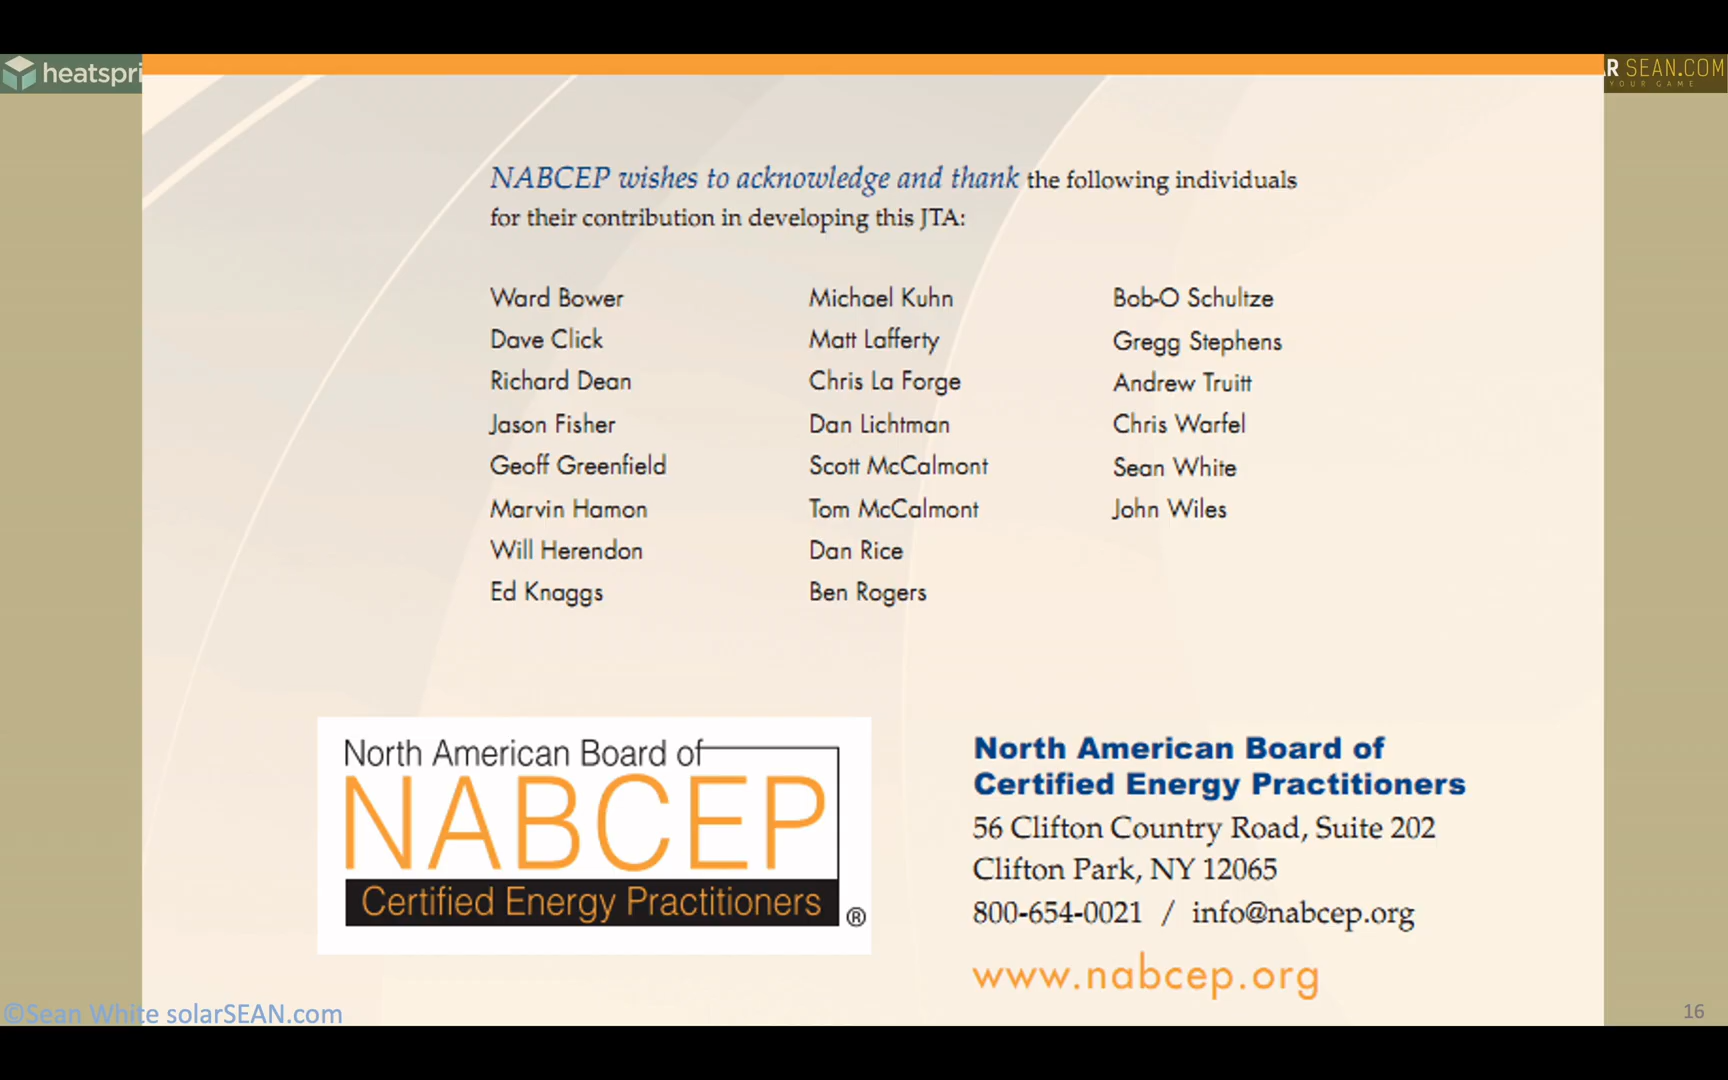 heatspri
AR SEAN.COM
YOUR GAME
NABCEP wishes to acknowledge and thank the following individuals
for their contribution in developing this JTA:
Ward Bower
Dave Click
Richard Dean
Jason Fisher
Geoff Greenfield
Marvin Hamon
Will Herendon
Ed Knaggs
Michael Kuhn
Matt Lafferty
Chris La Forge
Dan Lichtman
Scott McCalmont
Tom McCalmont
Dan Rice
Ben Rogers
Bob-O Schultze
Gregg Stephens
Andrew Truitt
Chris Warfel
Sean White
John Wiles
North American Board of
NABCEP
Certified Energy Practitioners
®
North American Board of
Certified Energy Practitioners
56 Clifton Country Road, Suite 202
Clifton Park, NY 12065
800-654-0021 / info@nabcep.org
www.nabcep.org
©Sean White solarSEAN.com
16